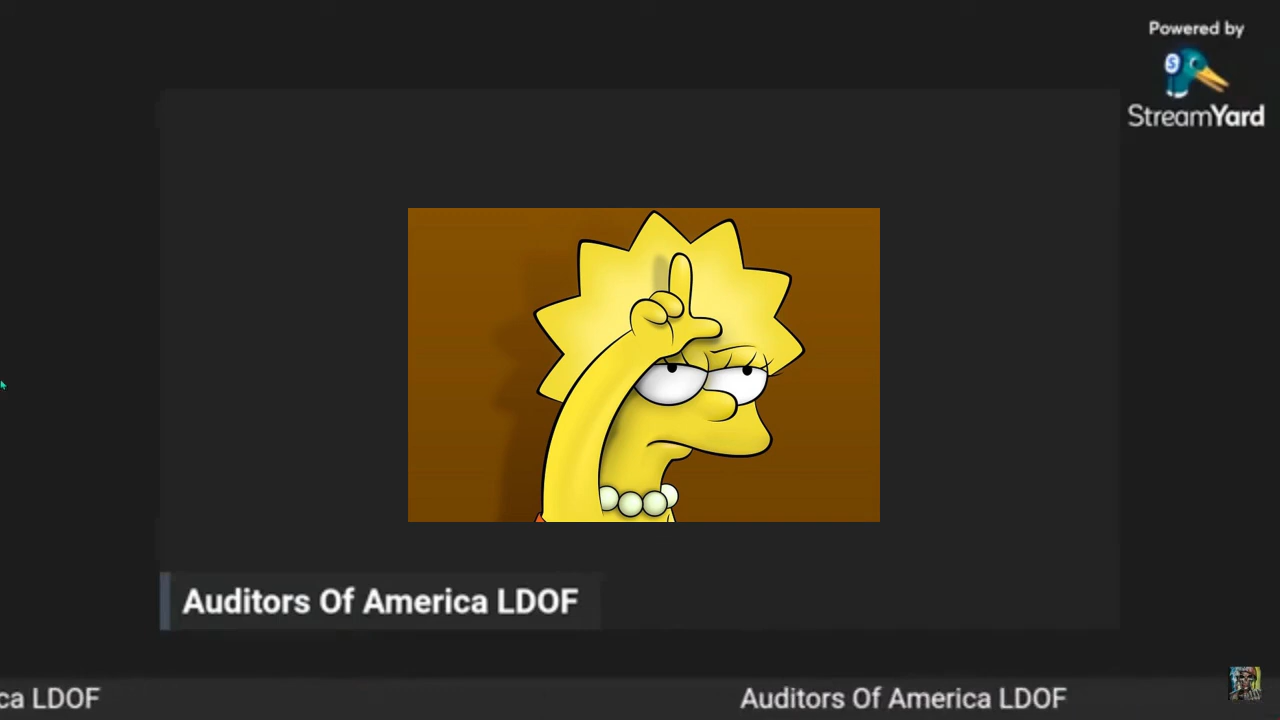 Powered by
StreamYard
Auditors Of America LDOF
ca LDOF
Auditors Of America LDOF